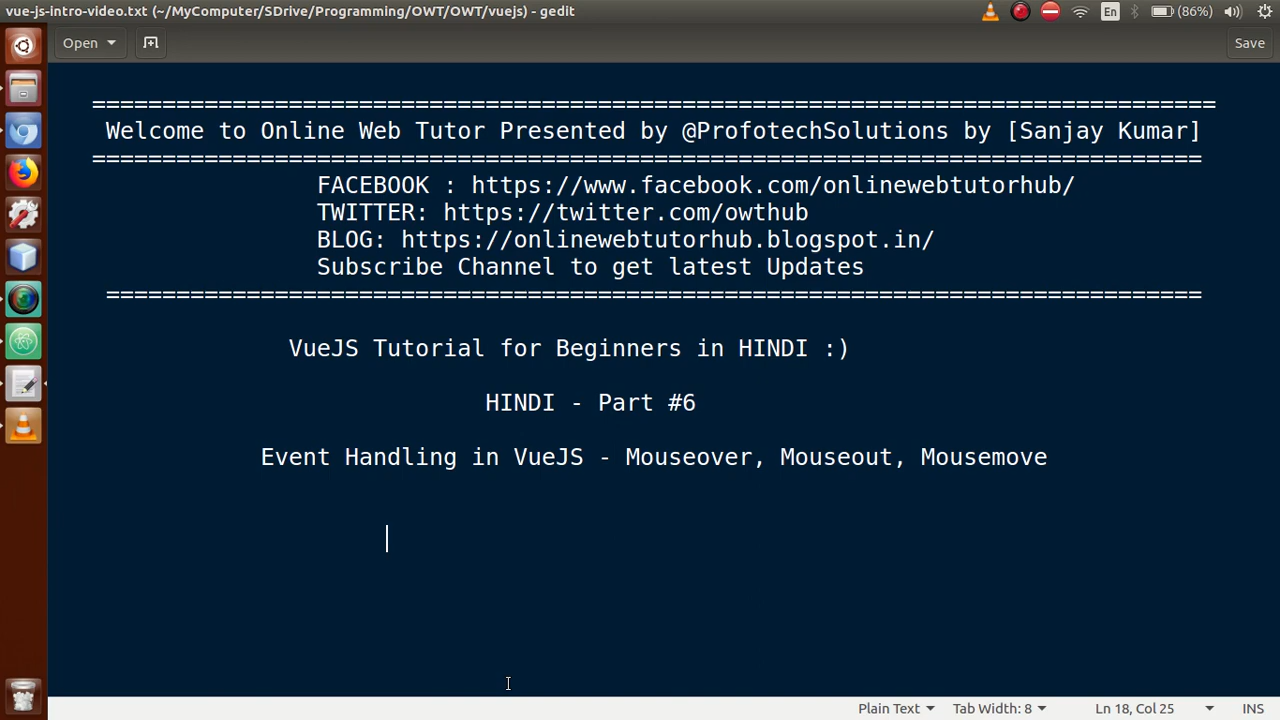 vue-js-intro-video.txt (~/MyComputer/SDrive/Programming/OWT/OWT/vuejs) - gedit
En
(86%)
Open
Save
================================================================================
Welcome to Online Web Tutor Presented by @ProfotechSolutions by [Sanjay Kumar]
===============================================================================
FACEBOOK : https://www.facebook.com/onlinewebtutorhub/
TWITTER: https://twitter.com/owthub
BLOG: https://onlinewebtutorhub.blogspot.in/
Subscribe Channel to get latest Updates
==============================================================================
VueJS Tutorial for Beginners in HINDI :)
HINDI - Part #6
Event Handling in VueJS - Mouseover, Mouseout, Mousemove
Plain Text
Tab Width: 8
Ln 18, Col 25
INS